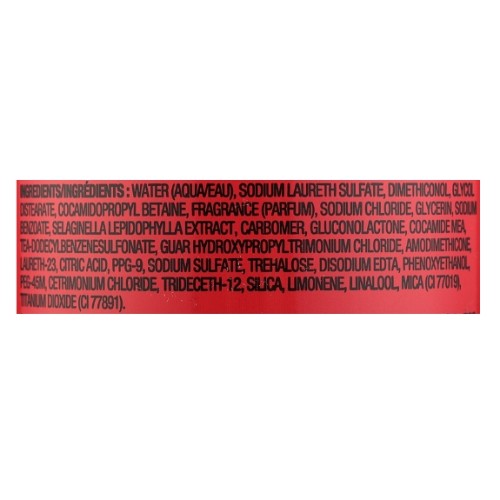 INGREDIENTS/INGRÉDIENTS : WATER (AQUA/EAU), SODIUM LAURETH SULFATE, DIMETHICONOL, GLYCOL
DISTEARATE, COCAMIDOPROPYL BETAINE, FRAGRANCE (PARFUM), SODIUM CHLORIDE, GLYCERIN, SODIUM
BENZOATE, SELAGINELLA LEPIDOPHYLLA EXTRACT, CARBOMER, GLUCONOLACTONE, COCAMIDE MEA,
TEA-DODECYLBENZENESULFONATE, GUAR HYDROXYPROPYLTRIMONIUM CHLORIDE, AMODIMETHICONE,
LAURETH-23, CITRIC ACID, PPG-9, SODIUM SULFATE, TREHALOSE, DISODIUM EDTA, PHENOXYETHANOL,
PEG-45M, CETRIMONIUM CHLORIDE, TRIDECETH-12, SILICA, LIMONENE, LINALOOL, MICA (CI 77019),
TITANIUM DIOXIDE (CI 77891).